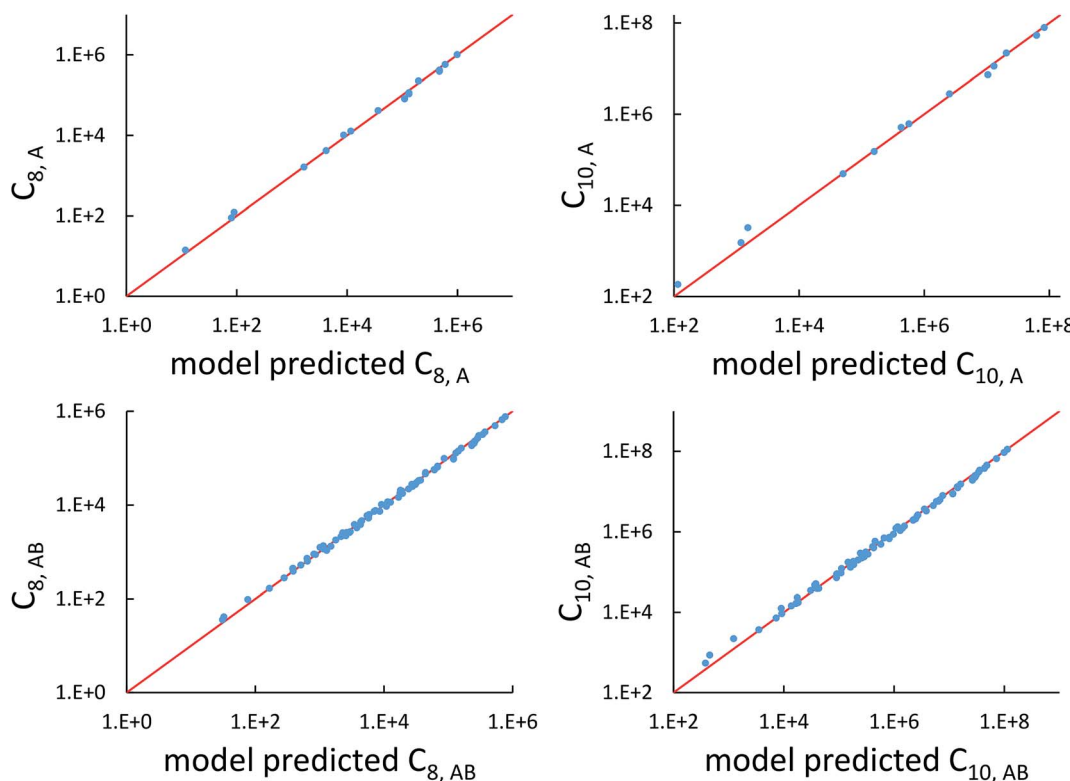 1.E+6
1.E+4
1.E+2
1.E+0
C8, A
1.E+0 1.E+2 1.E+4 1.E+6
model predicted C8, A
1.E+8
1.E+6
1.E+4
1.E+2
C10, A
1.E+2 1.E+4 1.E+6 1.E+8
model predicted C10, A
1.E+6
1.E+4
1.E+2
1.E+0
C8, AB
1.E+0 1.E+2 1.E+4 1.E+6
model predicted C8, AB
1.E+8
1.E+6
1.E+4
1.E+2
C10, AB
1.E+2 1.E+4 1.E+6 1.E+8
model predicted C10, AB